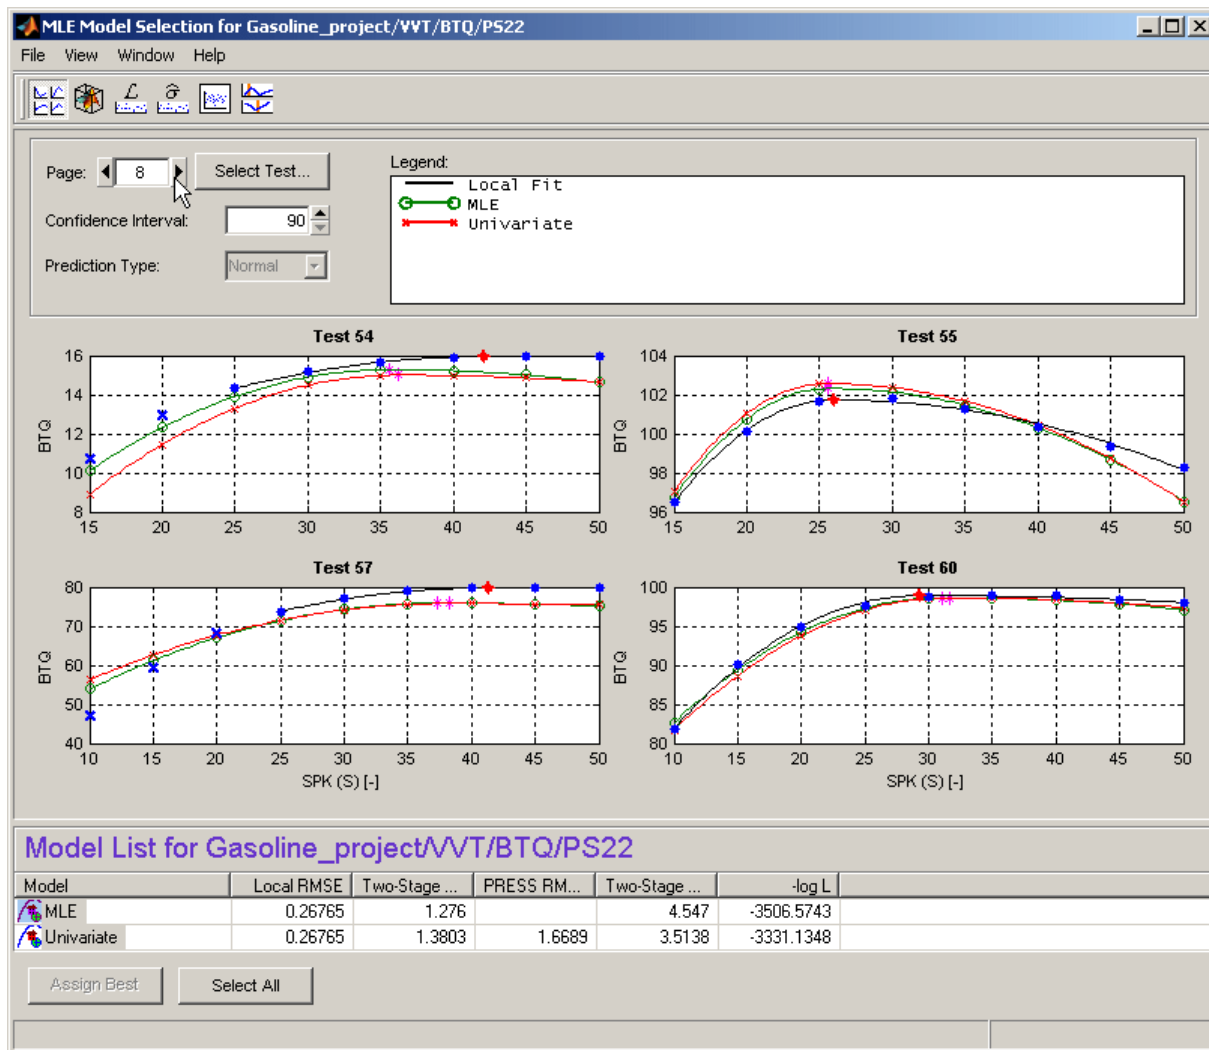 MLE Model Selection for Gasoline_project/VVT/BTQ/PS22
File View Window Help
Page: 8 Select Test...
Confidence Interval: 90
Prediction Type: Normal
Legend:
Local Fit
MLE
Univariate
Test 54
BTQ
16
14
12
10
8
15 20 25 30 35 40 45 50
Test 55
BTQ
104
102
100
98
96
15 20 25 30 35 40 45 50
Test 57
BTQ
80
70
60
50
40
10 15 20 25 30 35 40 45 50
SPK (S) [-]
Test 60
BTQ
100
95
90
85
80
10 15 20 25 30 35 40 45 50
SPK (S) [-]
Model List for Gasoline_project/VVT/BTQ/PS22
Model Local RMSE Two-Stage ... PRESS RM... Two-Stage ... -log L
MLE 0.26765 1.276 4.547 -3506.5743
Univariate 0.26765 1.3803 1.6689 3.5138 -3331.1348
Assign Best Select All